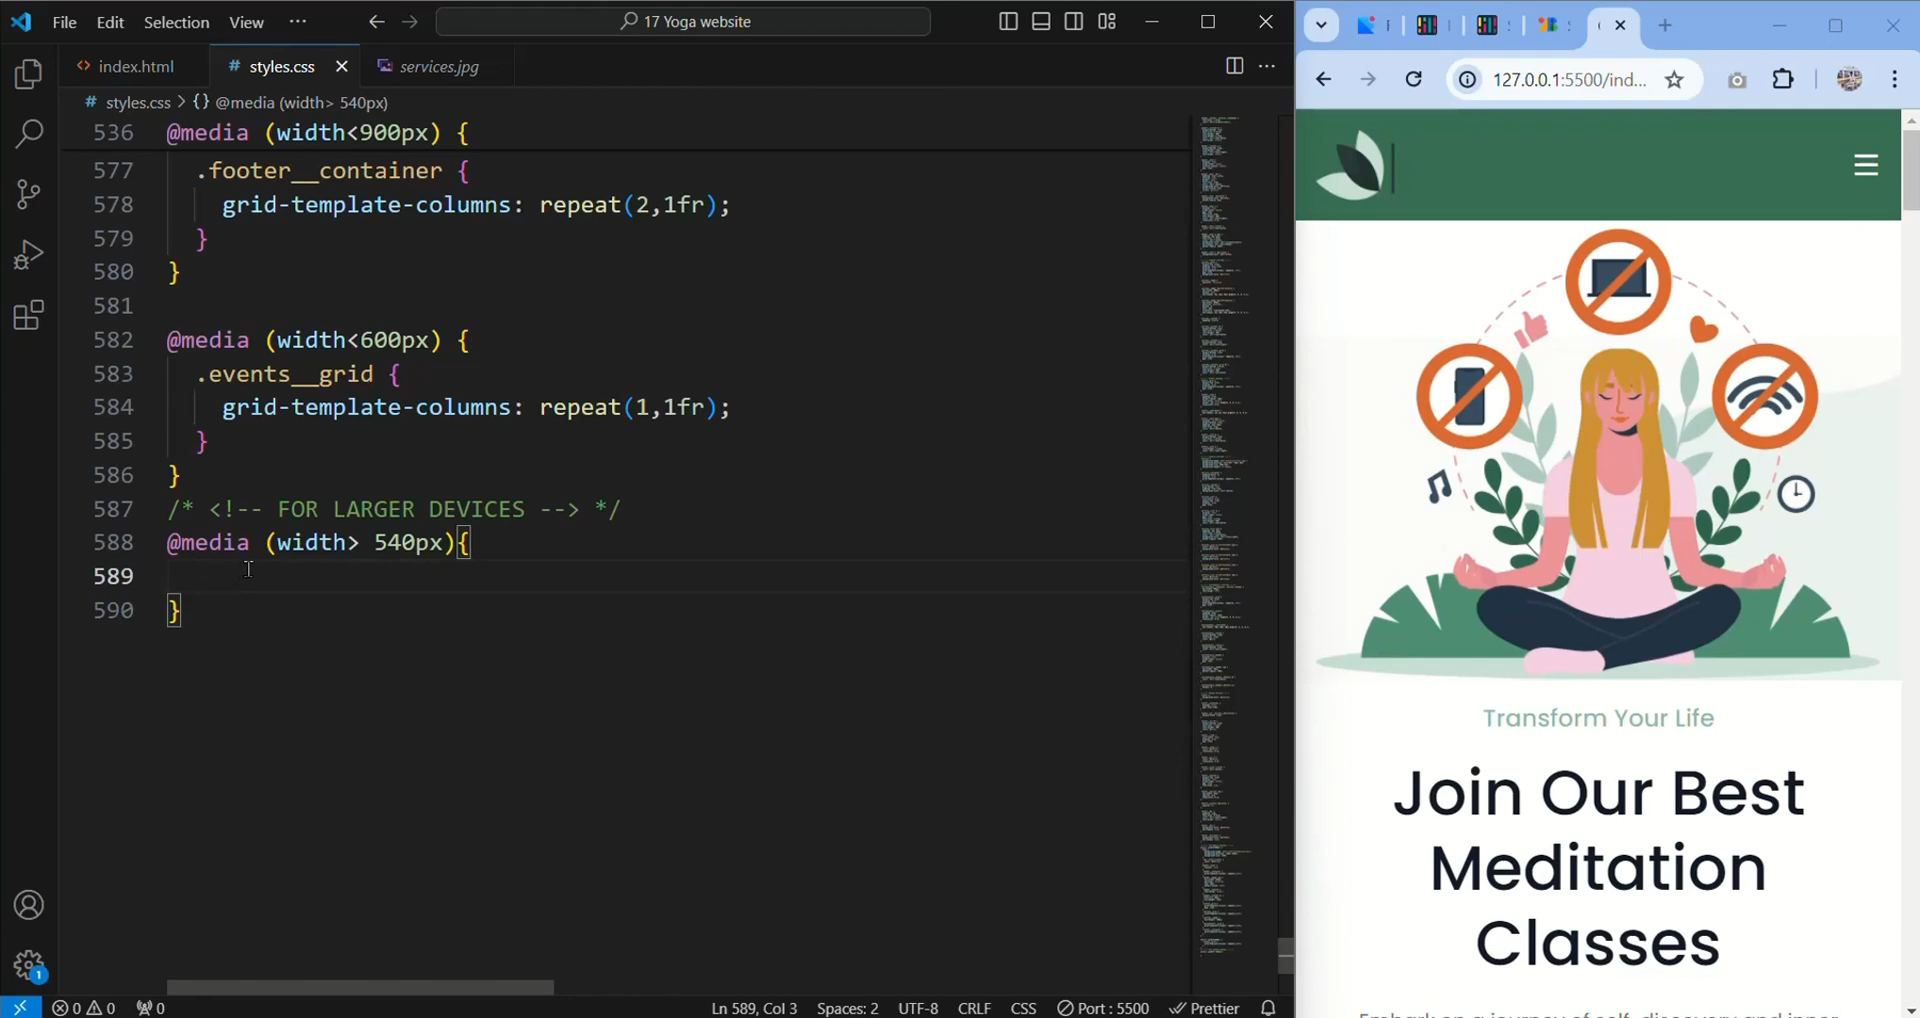 File Edit Selection View ... 17 Yoga website
index.html # styles.css services.jpg
# styles.css > {} @media (width> 540px)
536 @media (width<900px) {
577 .footer__container {
578 grid-template-columns: repeat(2,1fr);
579 }
580 }
581
582 @media (width<600px) {
583 .events__grid {
584 grid-template-columns: repeat(1,1fr);
585 }
586 }
587 /* <!-- FOR LARGER DEVICES --> */
588 @media (width> 540px){
589
590 }
1
0 0 0 Ln 589, Col 3 Spaces: 2 UTF-8 CRLF CSS Port : 5500 Prettier
127.0.0.1:5500/ind...
Transform Your Life
Join Our Best
Meditation
Classes